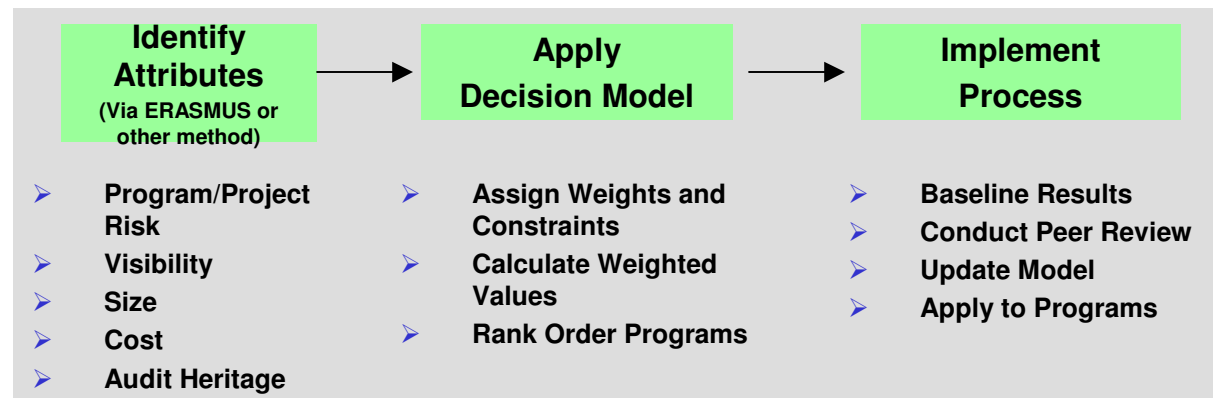 Identify
Attributes
(Via ERASMUS or
other method)
Apply
Decision Model
Implement
Process
Program/Project
Risk
Visibility
Size
Cost
Audit Heritage
Assign Weights and
Constraints
Calculate Weighted
Values
Rank Order Programs
Baseline Results
Conduct Peer Review
Update Model
Apply to Programs